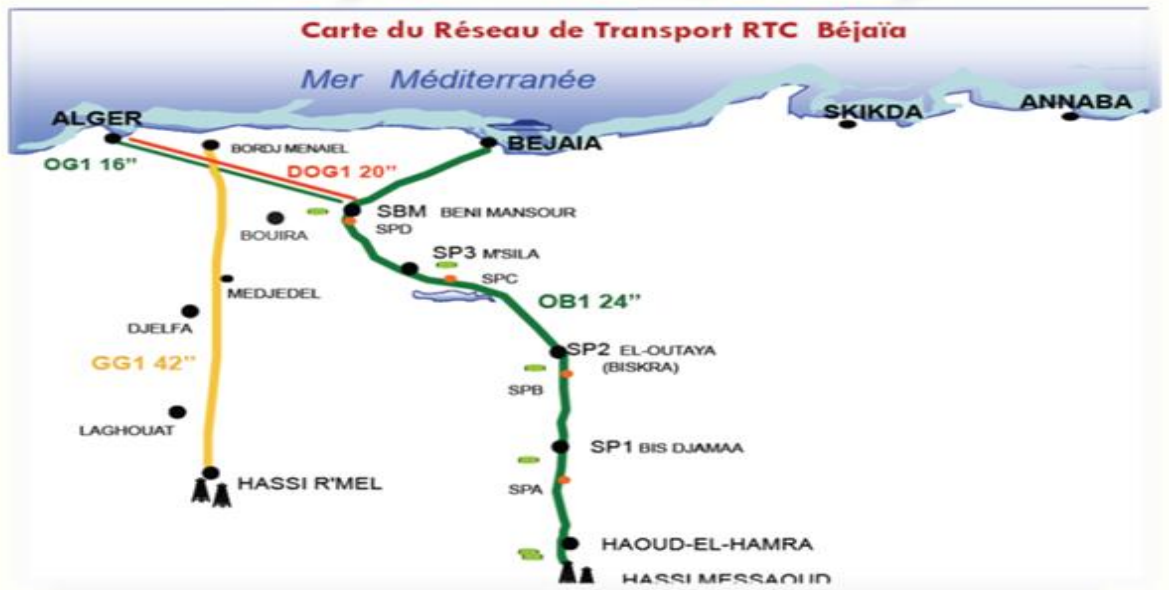 Carte du Réseau de Transport RTC Béjaïa
Mer Méditerranée
ALGER
SKIKDA
ANNABA
BEJAIA
BORDJ MENAIEL
OG1 16”
DOG1 20”
SBM BENI MANSOUR
SPD
BOUIRA
SP3 M'SILA
SPC
MEDJEDEL
OB1 24”
DJELFA
SP2 EL-OUTAYA
(BISKRA)
GG1 42”
SPB
LAGHOUAT
SP1 BIS DJAMAA
HASSI R'MEL
SPA
HAOUD-EL-HAMRA
HASSI MESSAOUD